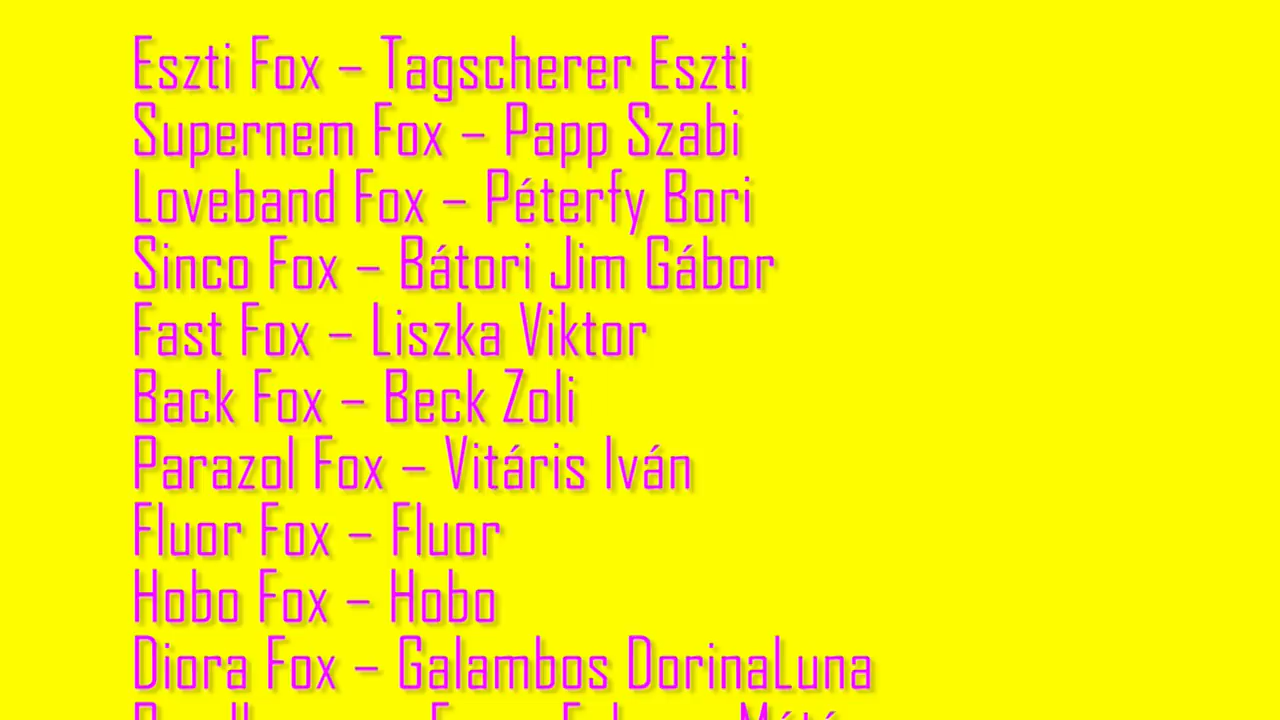 Eszti Fox – Tagscherer Eszti
Supernem Fox – Papp Szabi
Loveband Fox – Péterfy Bori
Sinco Fox – Bátori Jim Gábor
Fast Fox – Liszka Viktor
Back Fox – Beck Zoli
Parazol Fox – Vitáris Iván
Fluor Fox – Fluor
Hobo Fox – Hobo
Diora Fox – Galambos DorinaLuna